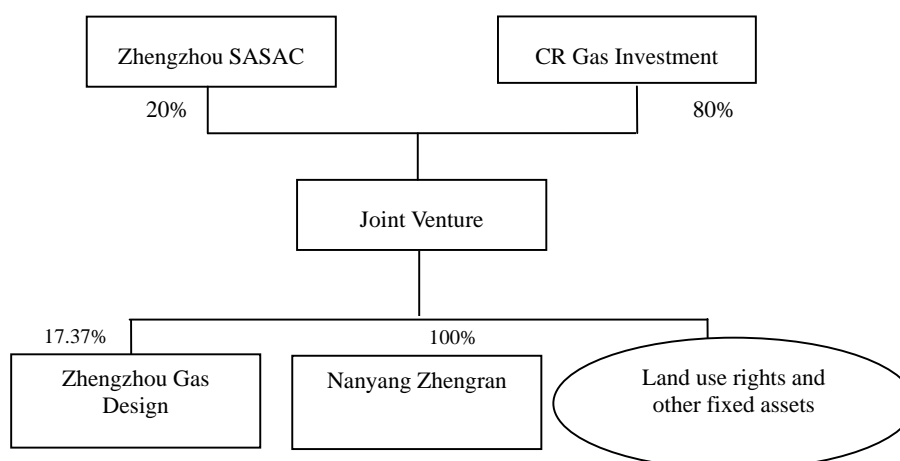 Zhengzhou SASAC
CR Gas Investment
20%
80%
Joint Venture
17.37%
100%
Zhengzhou Gas
Design
Nanyang Zhengran
Land use rights and
other fixed assets